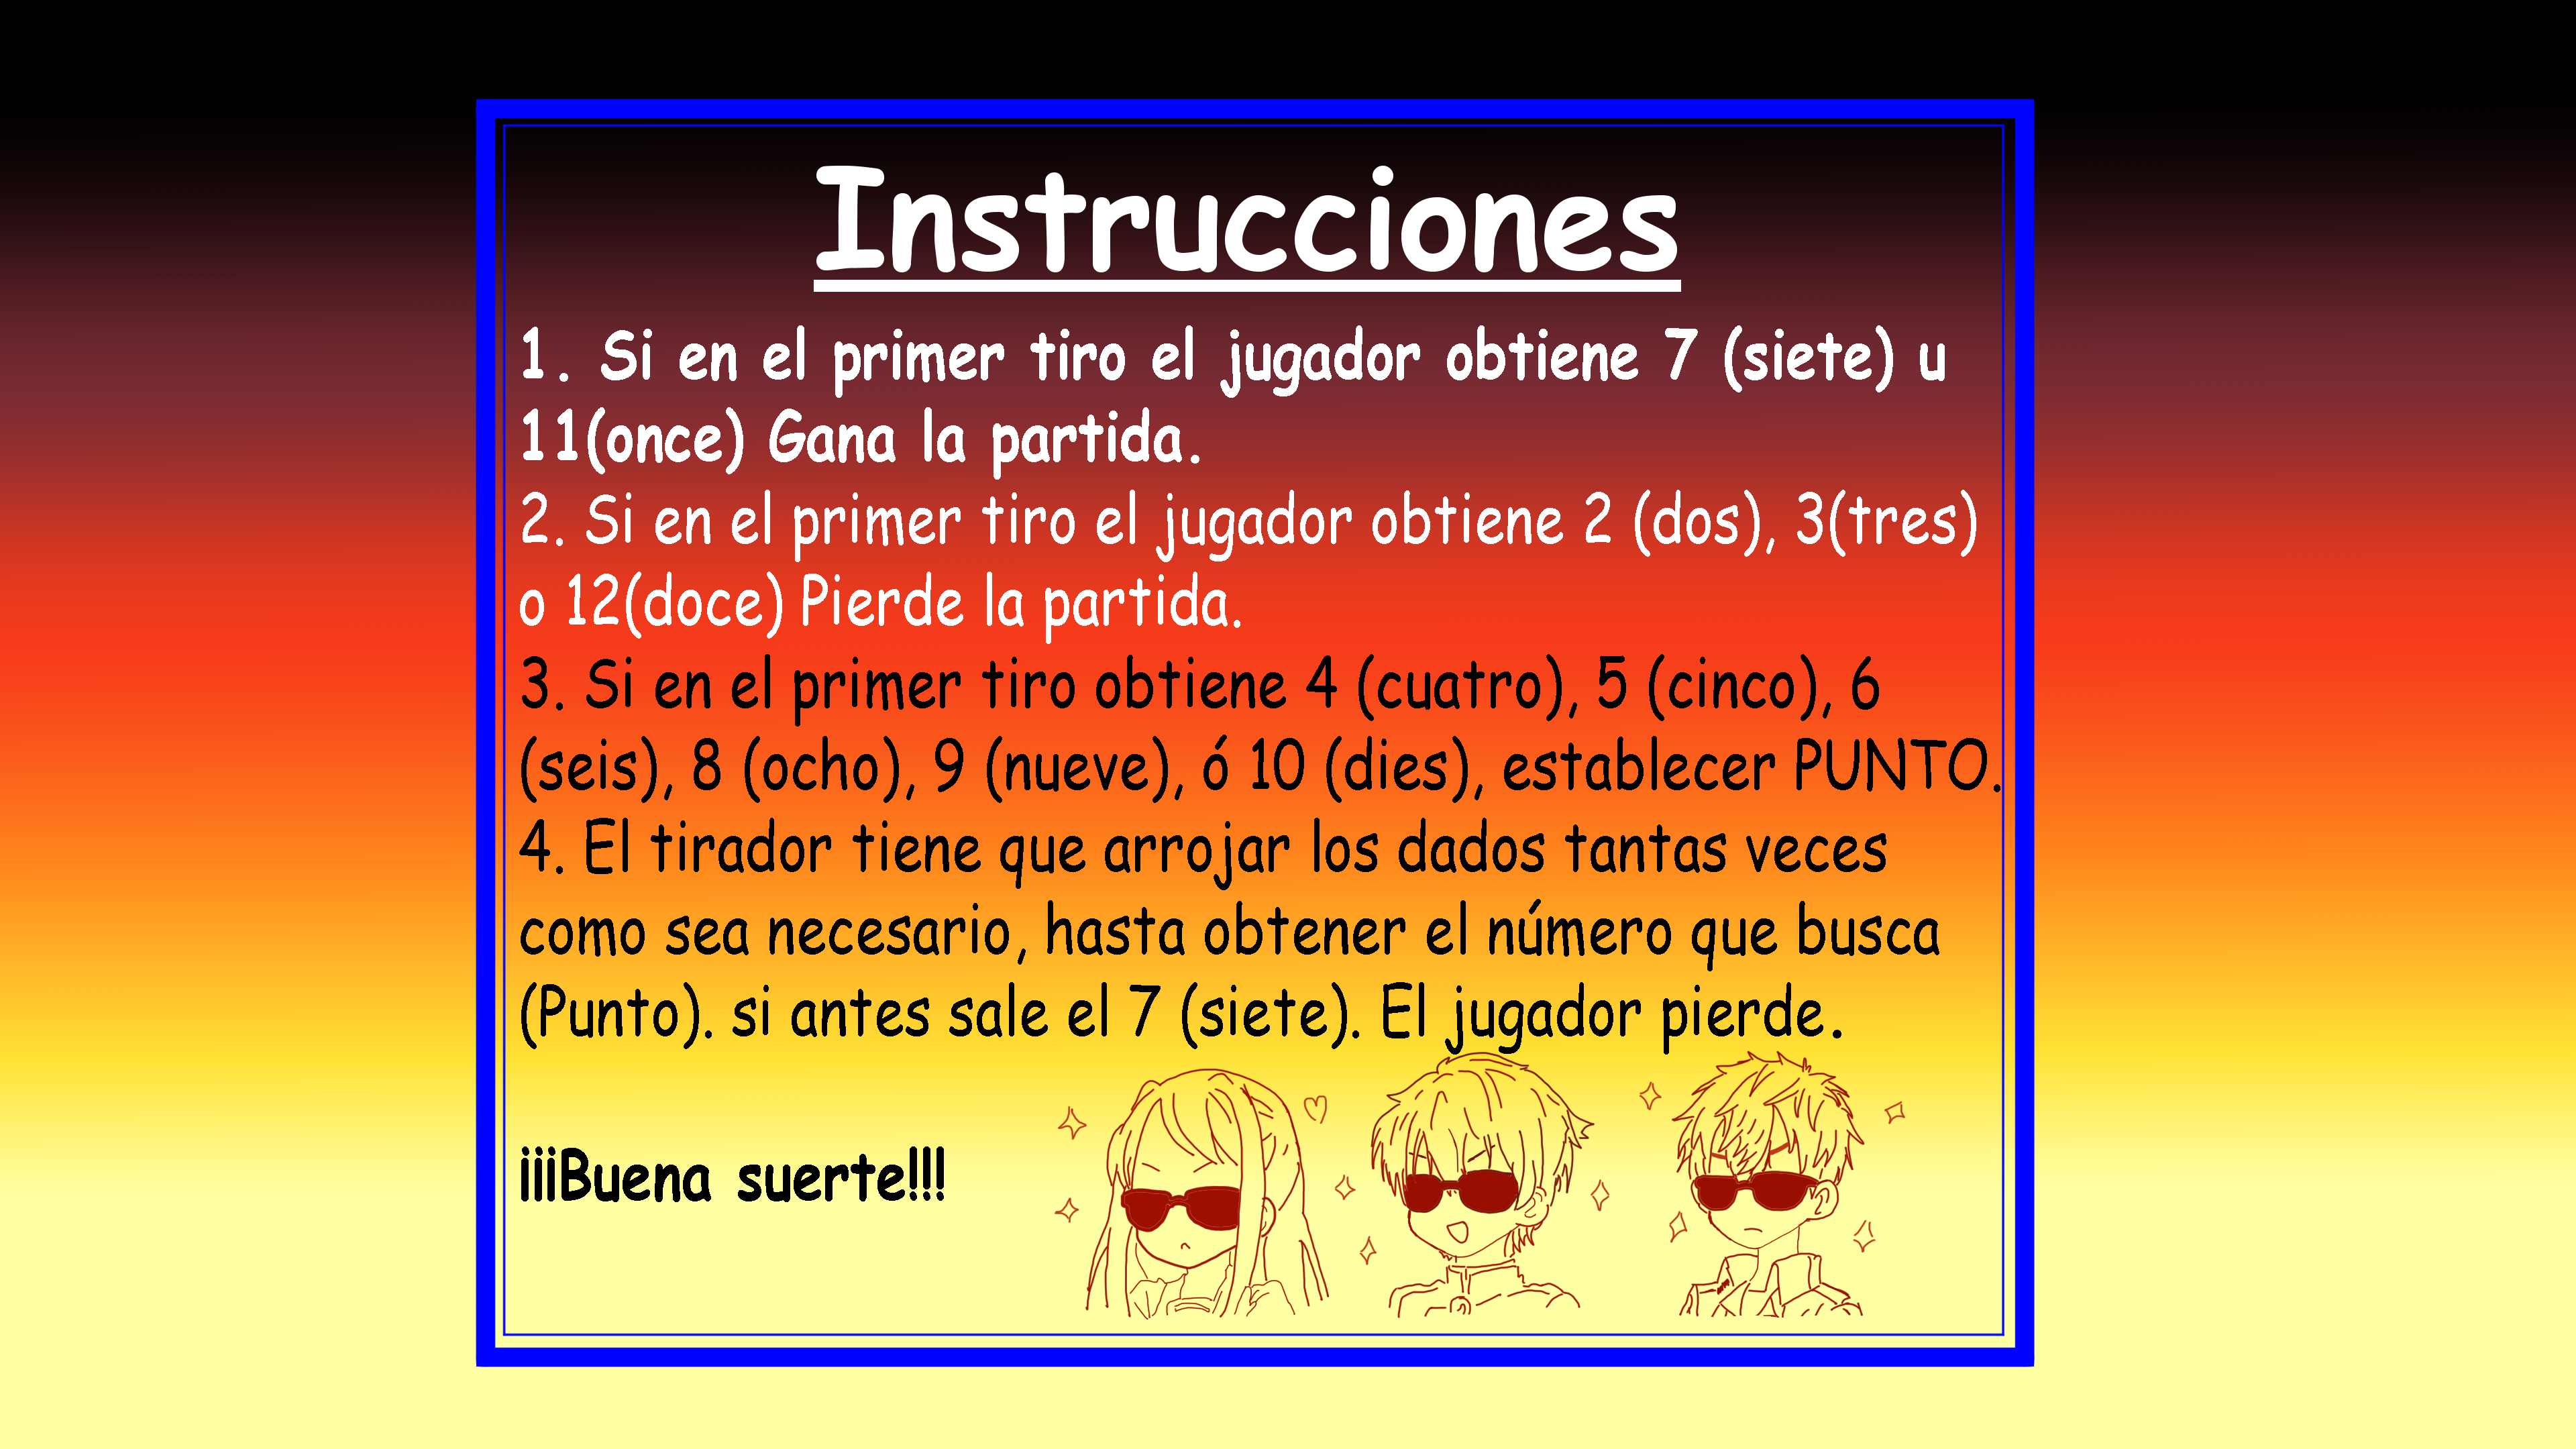 Instrucciones
1. Si en el primer tiro el jugador obtiene 7 (siete) u
11(once) Gana la partida.
2. Si en el primer tiro el jugador obtiene 2 (dos), 3(tres)
o 12(doce) Pierde la partida.
3. Si en el primer tiro obtiene 4 (cuatro), 5 (cinco), 6
(seis), 8 (ocho), 9 (nueve), ó 10 (dies), establecer PUNTO.
4. El tirador tiene que arrojar los dados tantas veces
como sea necesario, hasta obtener el número que busca
(Punto). si antes sale el 7 (siete). El jugador pierde.
¡¡¡Buena suerte!!!